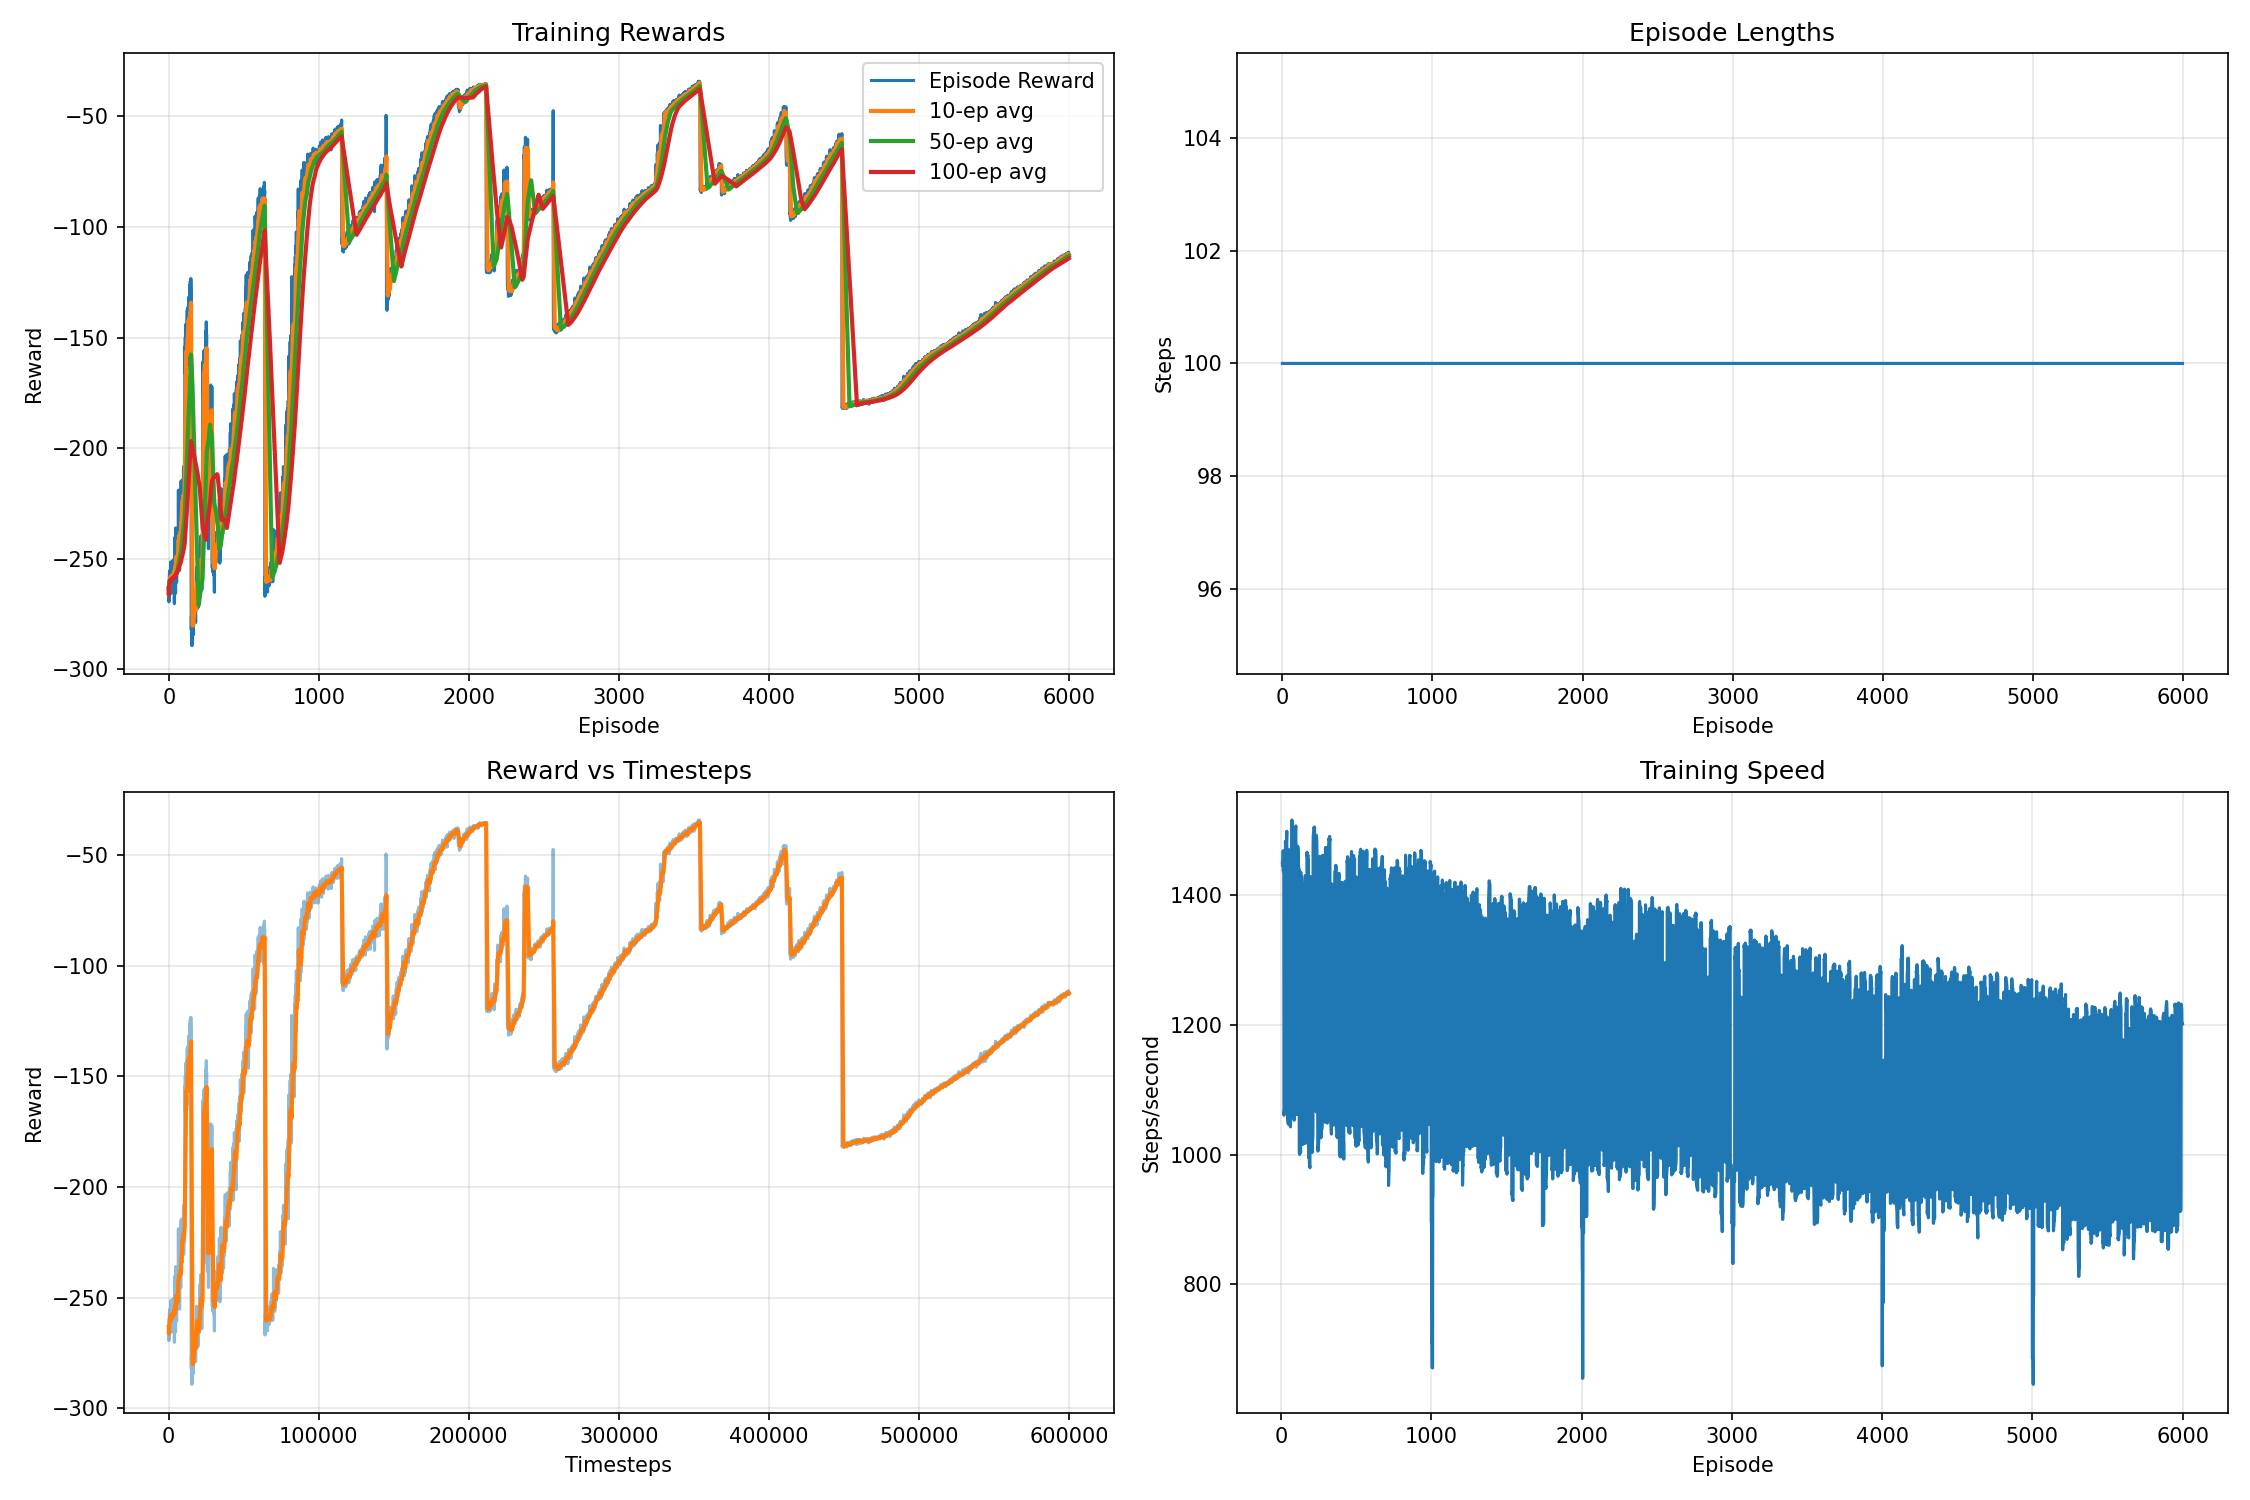 Training Rewards
Reward
−50
−100
−150
−200
−250
−300
Episode Reward
10-ep avg
50-ep avg
100-ep avg
0 1000 2000 3000 4000 5000 6000
Episode
Episode Lengths
Steps
104
102
100
98
96
0 1000 2000 3000 4000 5000 6000
Episode
Reward vs Timesteps
Reward
−50
−100
−150
−200
−250
−300
0 100000 200000 300000 400000 500000 600000
Timesteps
Training Speed
Steps/second
1400
1200
1000
800
0 1000 2000 3000 4000 5000 6000
Episode